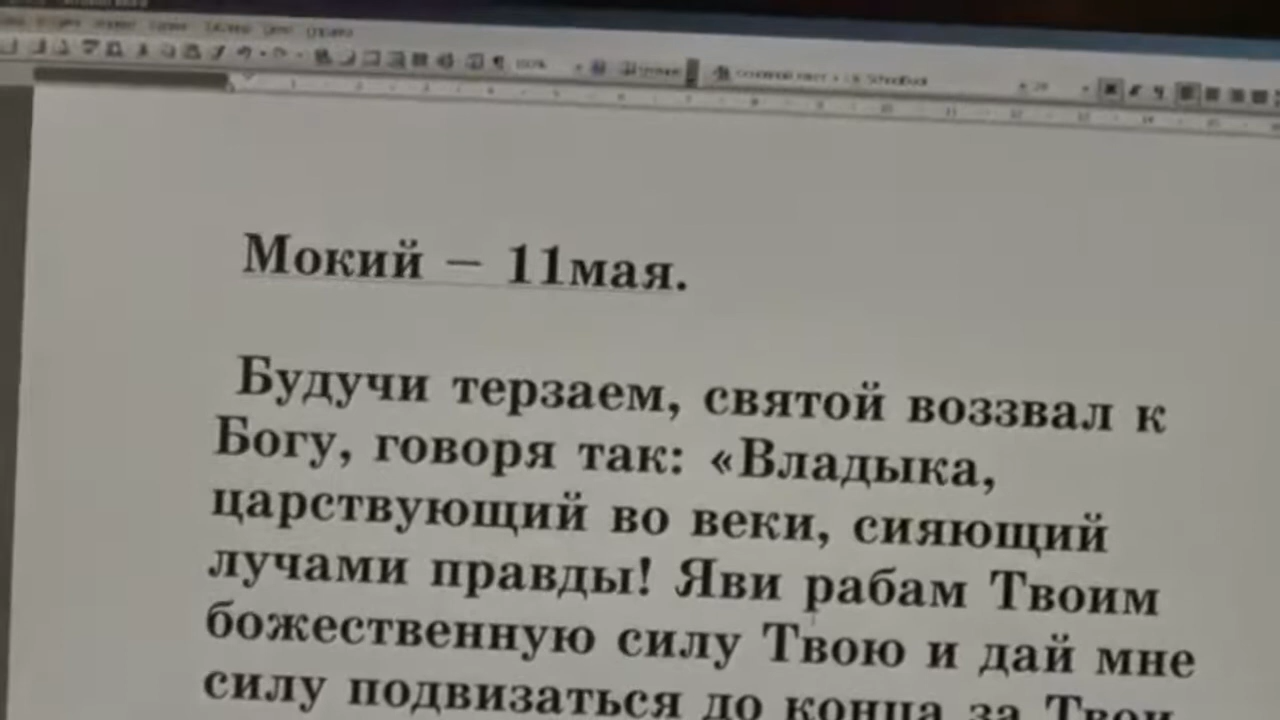 Мокий – 11мая.
Будучи терзаем, святой воззвал к
Богу, говоря так: «Владыка,
царствующий во веки, сияющий
лучами правды! Яви рабам Твоим
божественную силу Твою и дай мне
силу подвизаться до конца за Твои